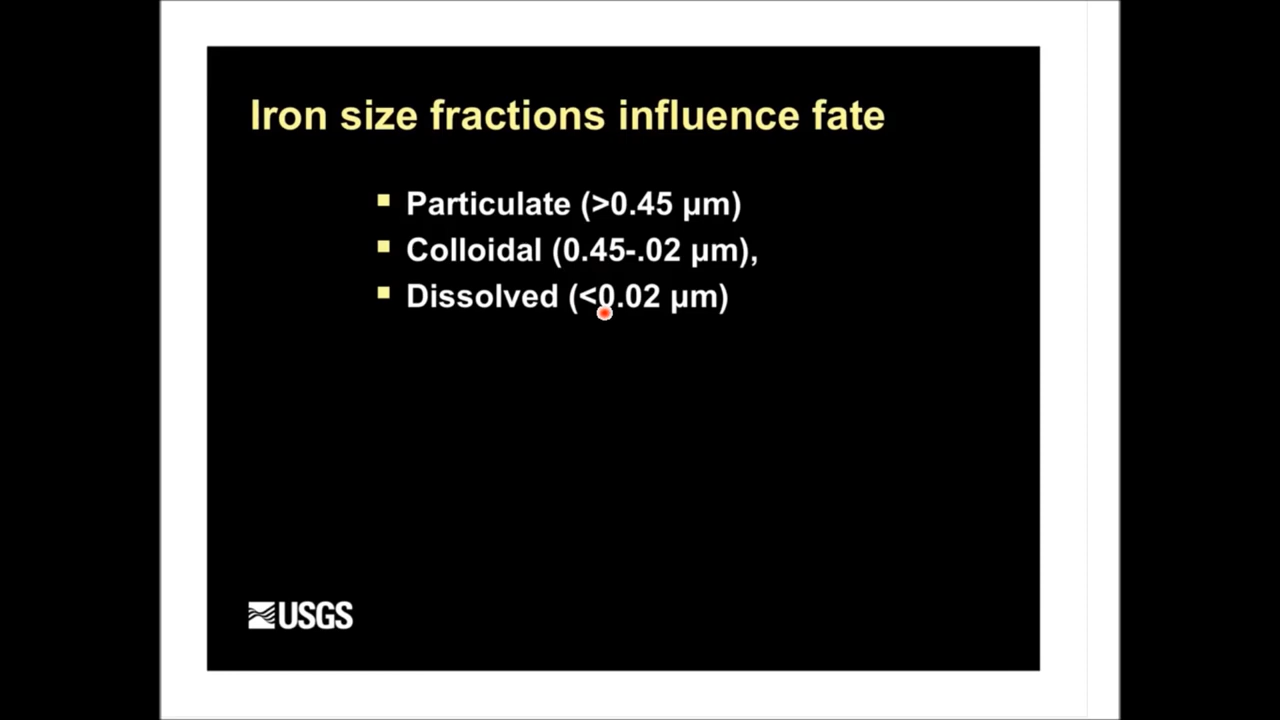 Iron size fractions influence fate
Particulate (>0.45 µm)
Colloidal (0.45-.02 µm),
Dissolved (<0.02 µm)
USGS